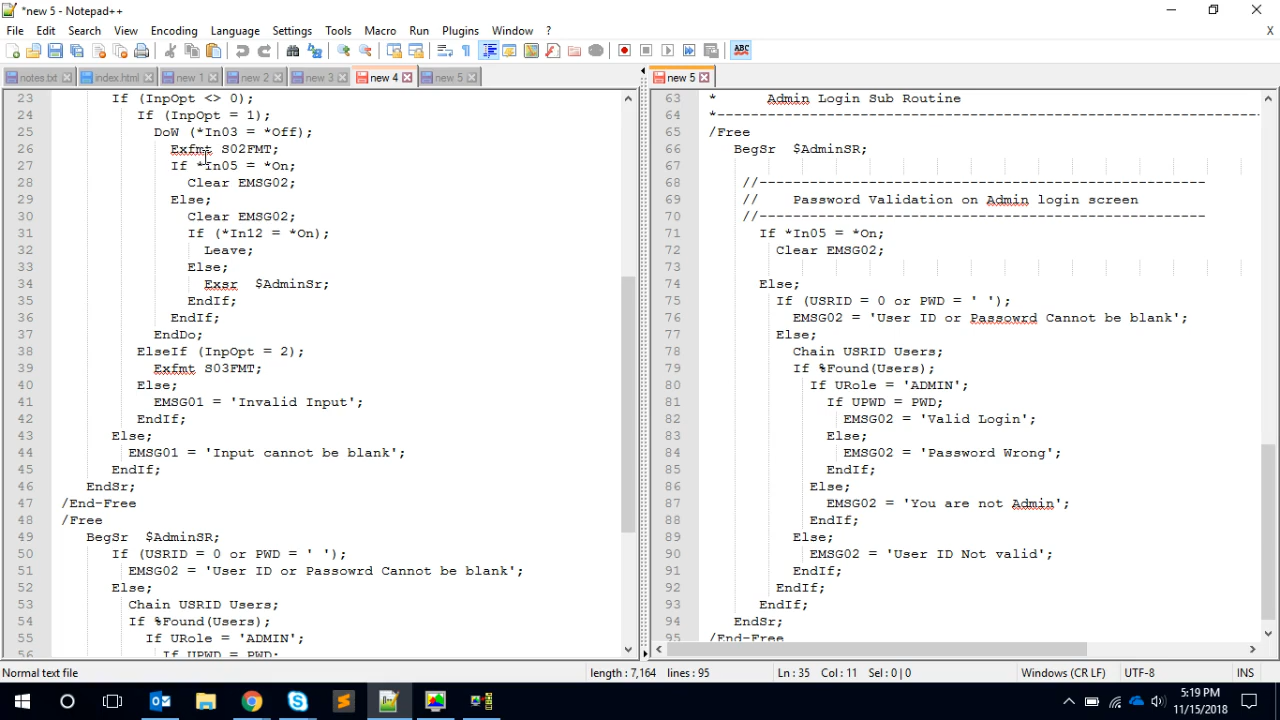 *new 5 - Notepad++
File Edit Search View Encoding Language Settings Tools Macro Run Plugins Window ? X
notes.txt index.html new 1 new 2 new 3 new 4 new 5
23 If (InpOpt <> 0);
24 If (InpOpt = 1);
25 DoW (*In03 = *Off);
26 Exfmt S02FMT;
27 If *In05 = *On;
28 Clear EMSG02;
29 Else;
30 Clear EMSG02;
31 If (*In12 = *On);
32 Leave;
33 Else;
34 Exsr $AdminSr;
35 EndIf;
36 EndIf;
37 EndDo;
38 ElseIf (InpOpt = 2);
39 Exfmt S03FMT;
40 Else;
41 EMSG01 = 'Invalid Input';
42 EndIf;
43 Else;
44 EMSG01 = 'Input cannot be blank';
45 EndIf;
46 EndSr;
47 /End-Free
48 /Free
49 BegSr $AdminSR;
50 If (USRID = 0 or PWD = ' ');
51 EMSG02 = 'User ID or Passowrd Cannot be blank';
52 Else;
53 Chain USRID Users;
54 If %Found(Users);
55 If URole = 'ADMIN';
56 If UPWD = PWD;
new 5
63 * Admin Login Sub Routine
64 *----------------------------------------------------------------
65 /Free
66 BegSr $AdminSR;
67
68 //-----------------------------------------------------
69 // Password Validation on Admin login screen
70 //-----------------------------------------------------
71 If *In05 = *On;
72 Clear EMSG02;
73
74 Else;
75 If (USRID = 0 or PWD = ' ');
76 EMSG02 = 'User ID or Passowrd Cannot be blank';
77 Else;
78 Chain USRID Users;
79 If %Found(Users);
80 If URole = 'ADMIN';
81 If UPWD = PWD;
82 EMSG02 = 'Valid Login';
83 Else;
84 EMSG02 = 'Password Wrong';
85 EndIf;
86 Else;
87 EMSG02 = 'You are not Admin';
88 EndIf;
89 Else;
90 EMSG02 = 'User ID Not valid';
91 EndIf;
92 EndIf;
93 EndIf;
94 EndSr;
95 /End-Free
Normal text file length : 7,164 lines : 95 Ln : 35 Col : 11 Sel : 0 | 0 Windows (CR LF) UTF-8 INS
5:19 PM
11/15/2018